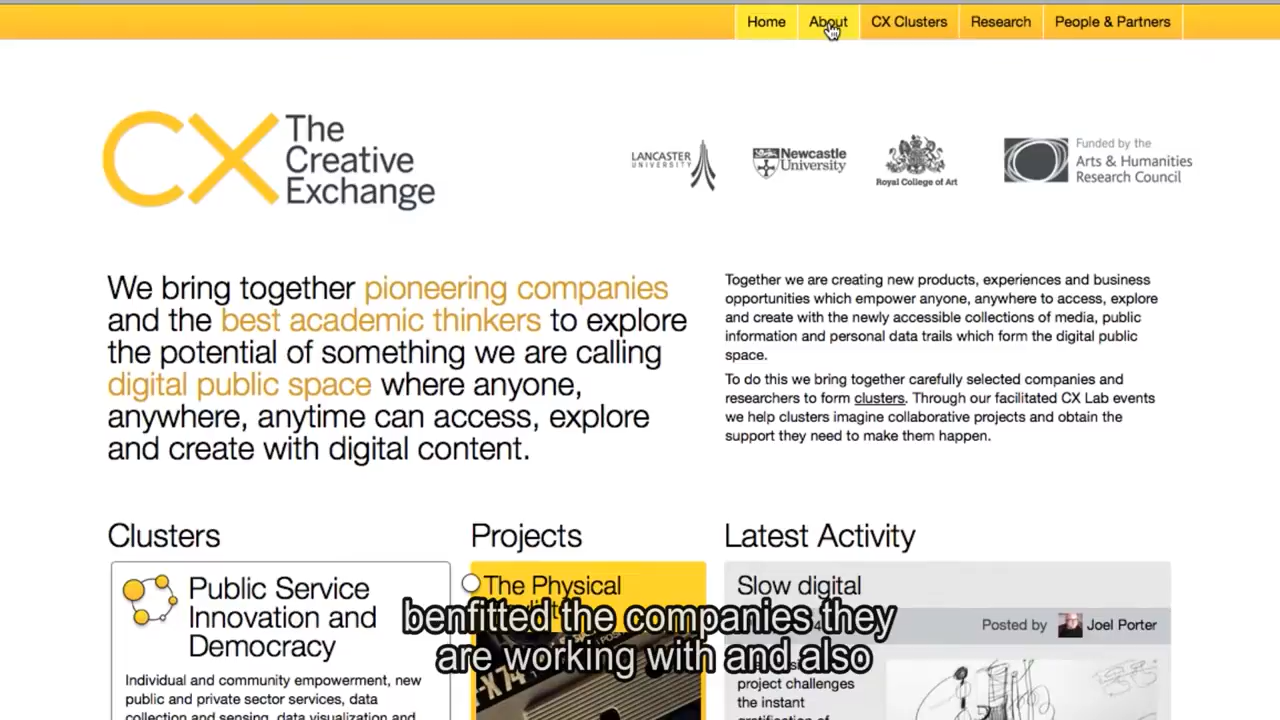 Home About CX Clusters Research People & Partners
CX The
Creative
Exchange
LANCASTER
UNIVERSITY
Newcastle
University
Royal College of Art
Funded by the
Arts & Humanities
Research Council
We bring together pioneering companies
and the best academic thinkers to explore
the potential of something we are calling
digital public space where anyone,
anywhere, anytime can access, explore
and create with digital content.
Together we are creating new products, experiences and business
opportunities which empower anyone, anywhere to access, explore
and create with the newly accessible collections of media, public
information and personal data trails which form the digital public
space.
To do this we bring together carefully selected companies and
researchers to form clusters. Through our facilitated CX Lab events
we help clusters imagine collaborative projects and obtain the
support they need to make them happen.
Clusters
Public Service
Innovation and
Democracy
Individual and community empowerment, new
public and private sector services, data
collection and sensing, data visualization and
Projects
The Physical
Latest Activity
Slow digital
Posted by Joel Porter
project challenges
the instant
gratification of
benfitted the companies they
are working with and also